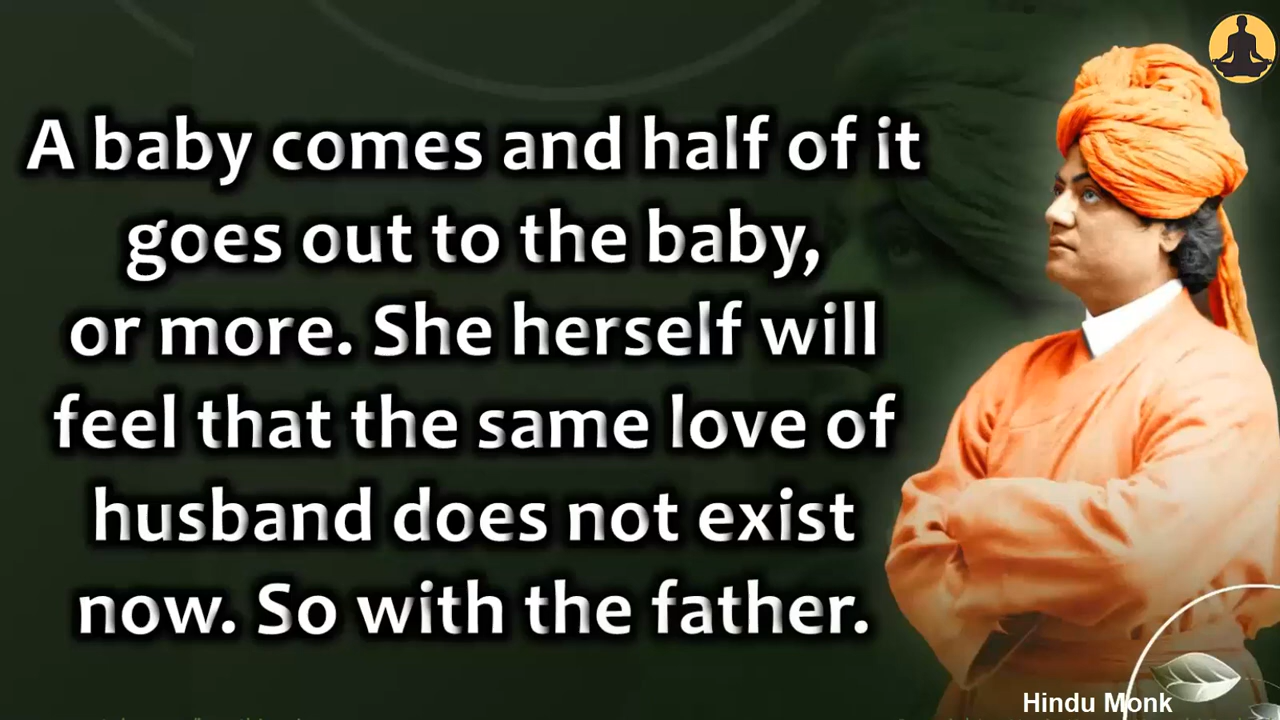 A baby comes and half of it
goes out to the baby,
or more. She herself will
feel that the same love of
husband does not exist
now. So with the father.
Hindu Monk